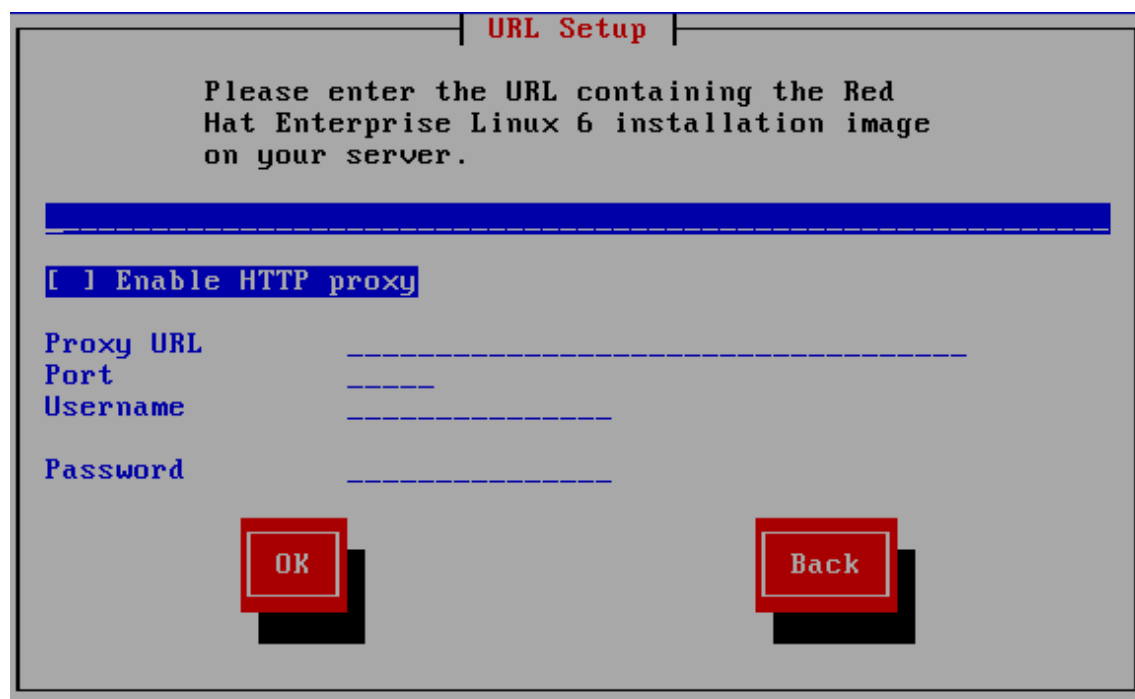 URL Setup
Please enter the URL containing the Red
Hat Enterprise Linux 6 installation image
on your server.
[ ] Enable HTTP proxy
Proxy URL
Port
Username
Password
OK Back